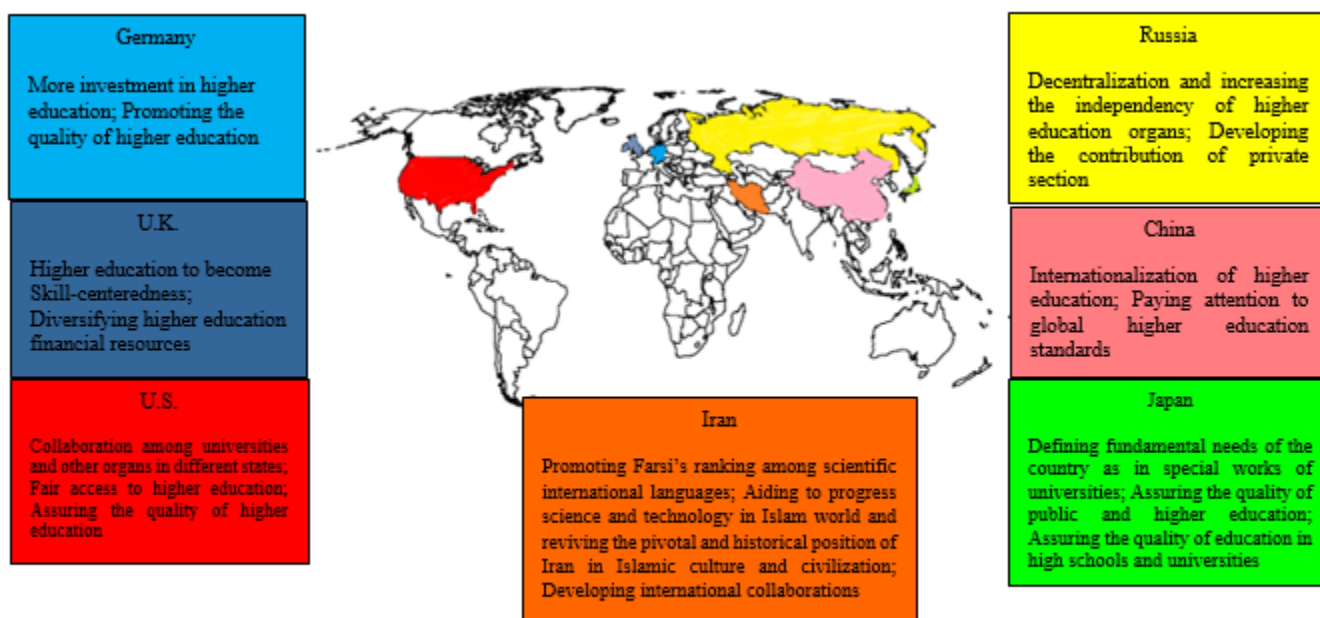 Germany
More investment in higher
education; Promoting the
quality of higher education
U.K.
Higher education to become
Skill-centeredness;
Diversifying higher education
financial resources
U.S.
Collaboration among universities
and other organs in different states;
Fair access to higher education;
Assuring the quality of higher
education
Iran
Promoting Farsi's ranking among scientific
international languages; Aiding to progress
science and technology in Islam world and
reviving the pivotal and historical position of
Iran in Islamic culture and civilization;
Developing international collaborations
Russia
Decentralization and increasing
the independency of higher
education organs; Developing
the contribution of private
section
China
Internationalization of higher
education; Paying attention to
global higher education
standards
Japan
Defining fundamental needs of the
country as in special works of
universities; Assuring the quality of
public and higher education;
Assuring the quality of education in
high schools and universities